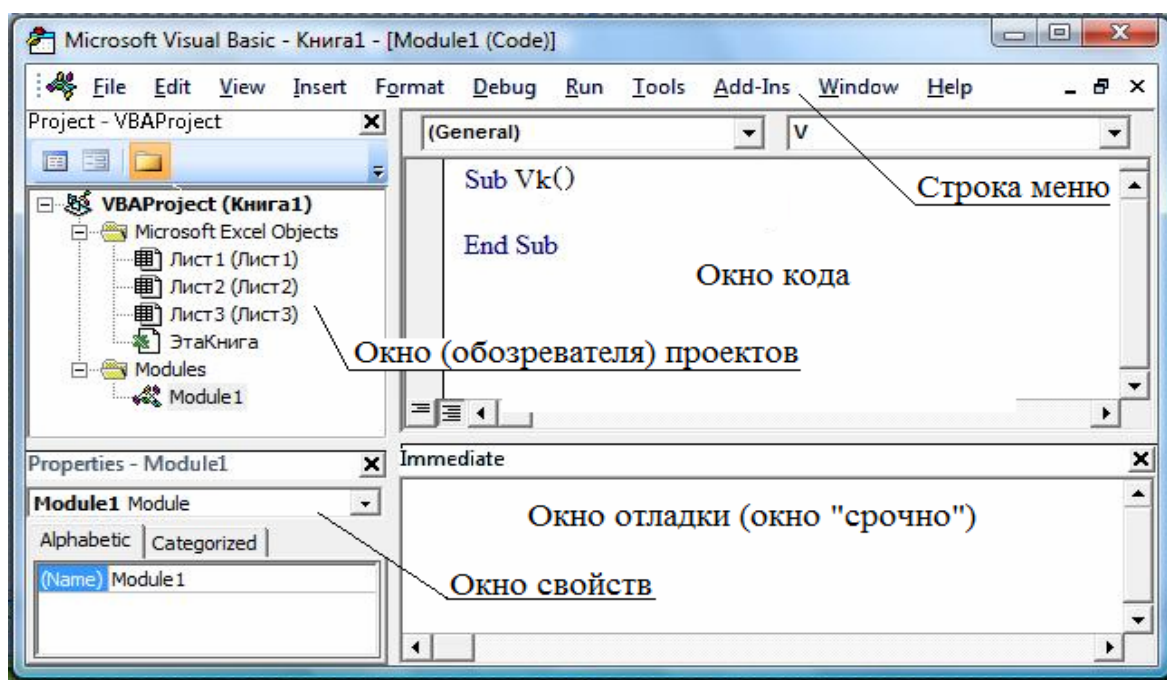 Microsoft Visual Basic - Книга1 - [Module1 (Code)]
File Edit View Insert Format Debug Run Tools Add-Ins Window Help
Project - VBAProject
(General) V
Sub Vk()
End Sub
Строка меню
Окно кода
VBAProject (Книга1)
Microsoft Excel Objects
Лист1 (Лист1)
Лист2 (Лист2)
Лист3 (Лист3)
ЭтаКнига
Modules
Module1
Окно (обозревателя) проектов
Properties - Module1
Module1 Module
Alphabetic Categorized
(Name) Module1
Окно свойств
Immediate
Окно отладки (окно "срочно")